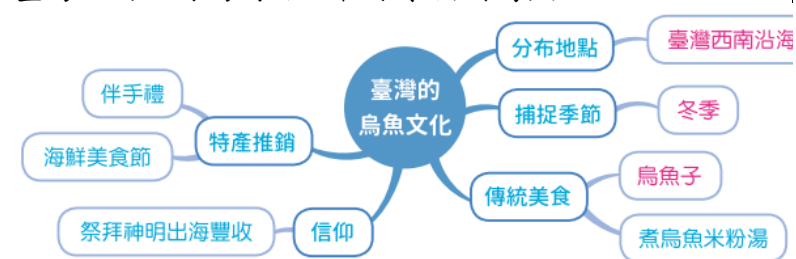 臺灣的
烏魚文化
分布地點
臺灣西南沿海
捕捉季節
冬季
傳統美食
烏魚子
煮烏魚米粉湯
特產推銷
伴手禮
海鮮美食節
信仰
祭拜神明出海豐收